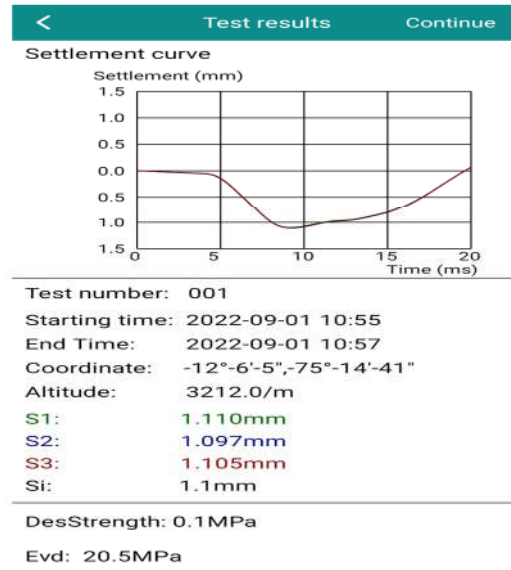 < Test results Continue
Settlement curve
Settlement (mm)
1.5
1.0
0.5
0.0
0.5
1.0
1.5
0 5 10 15 20
Time (ms)
Test number: 001
Starting time: 2022-09-01 10:55
End Time: 2022-09-01 10:57
Coordinate: -12°-6'-5",-75°-14'-41"
Altitude: 3212.0/m
S1: 1.110mm
S2: 1.097mm
S3: 1.105mm
Si: 1.1mm
DesStrength: 0.1MPa
Evd: 20.5MPa